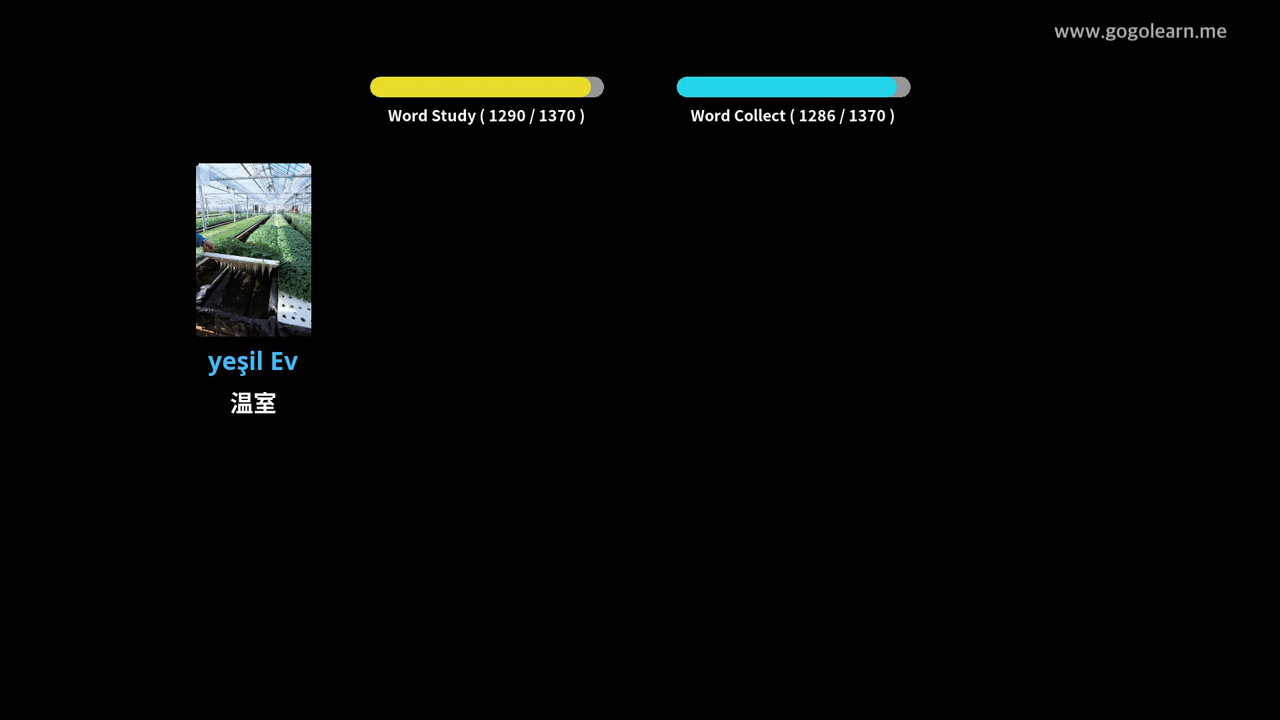 www.gogolearn.me
Word Study ( 1290 / 1370 )
Word Collect ( 1286 / 1370 )
yeşil Ev
温室